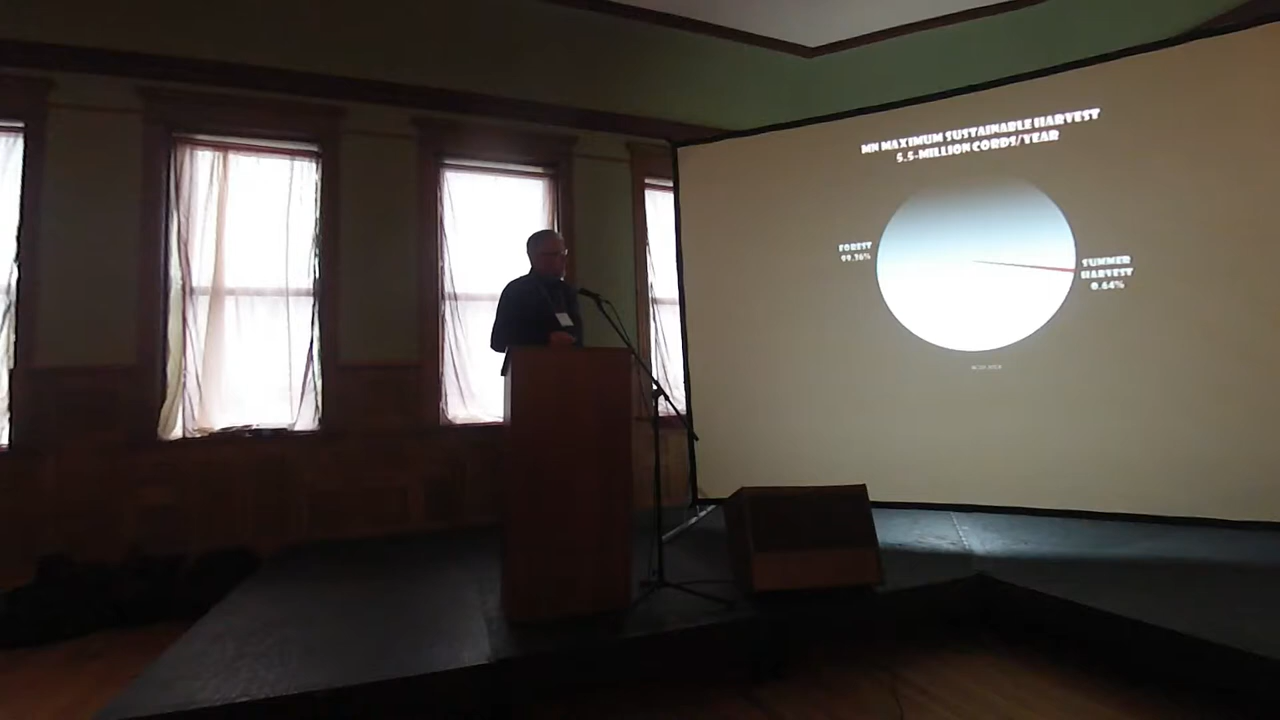 MN MAXIMUM SUSTAINABLE HARVEST
5.5-MILLION CORDS/YEAR
FOREST
99.36%
SUMMER
HARVEST
0.64%